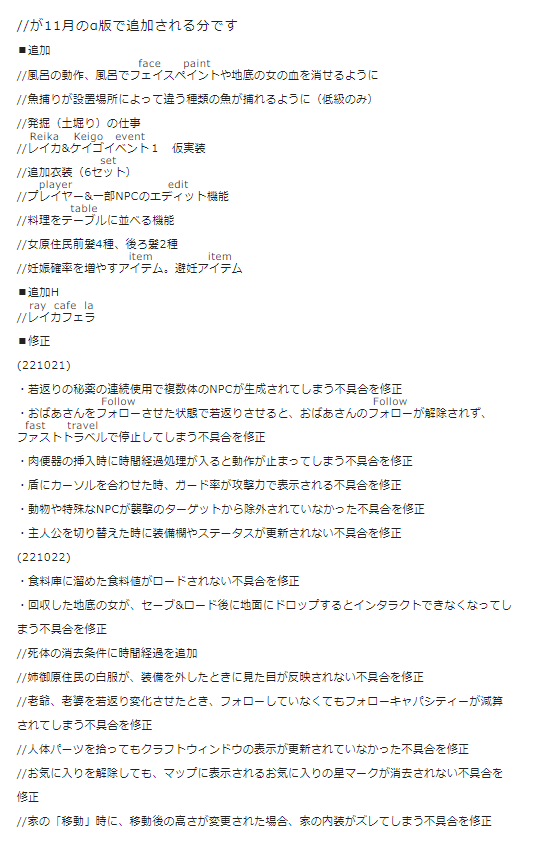 //が11月のα版で追加される分です
■追加
face paint
//風呂の動作、風呂でフェイスペイントや地底の女の血を消せるように
//魚捕りが設置場所によって違う種類の魚が捕れるように（低級のみ）
//発掘（土堀り）の仕事
Reika Keigo event
//レイカ&ケイゴイベント１　仮実装
set
//追加衣装（6セット）
player edit
//プレイヤー&一部NPCのエディット機能
table
//料理をテーブルに並べる機能
//女原住民前髪4種、後ろ髪2種
item item
//妊娠確率を増やすアイテム。避妊アイテム
■追加H
ray cafe la
//レイカフェラ
■修正
(221021)
・若返りの秘薬の連続使用で複数体のNPCが生成されてしまう不具合を修正
Follow Follow
・おばあさんをフォローさせた状態で若返りさせると、おばあさんのフォローが解除されず、
fast travel
ファストトラベルで停止してしまう不具合を修正
・肉便器の挿入時に時間経過処理が入ると動作が止まってしまう不具合を修正
・盾にカーソルを合わせた時、ガード率が攻撃力で表示される不具合を修正
・動物や特殊なNPCが襲撃のターゲットから除外されていなかった不具合を修正
・主人公を切り替えた時に装備欄やステータスが更新されない不具合を修正
(221022)
・食料庫に溜めた食料値がロードされない不具合を修正
・回収した地底の女が、セーブ&ロード後に地面にドロップするとインタラクトできなくなってし
まう不具合を修正
//死体の消去条件に時間経過を追加
//姉御原住民の白服が、装備を外したときに見た目が反映されない不具合を修正
//老爺、老婆を若返り変化させたとき、フォローしていなくてもフォローキャパシティーが減算
されてしまう不具合を修正
//人体パーツを拾ってもクラフトウィンドウの表示が更新されていなかった不具合を修正
//お気に入りを解除しても、マップに表示されるお気に入りの星マークが消去されない不具合を
修正
//家の「移動」時に、移動後の高さが変更された場合、家の内装がズレてしまう不具合を修正